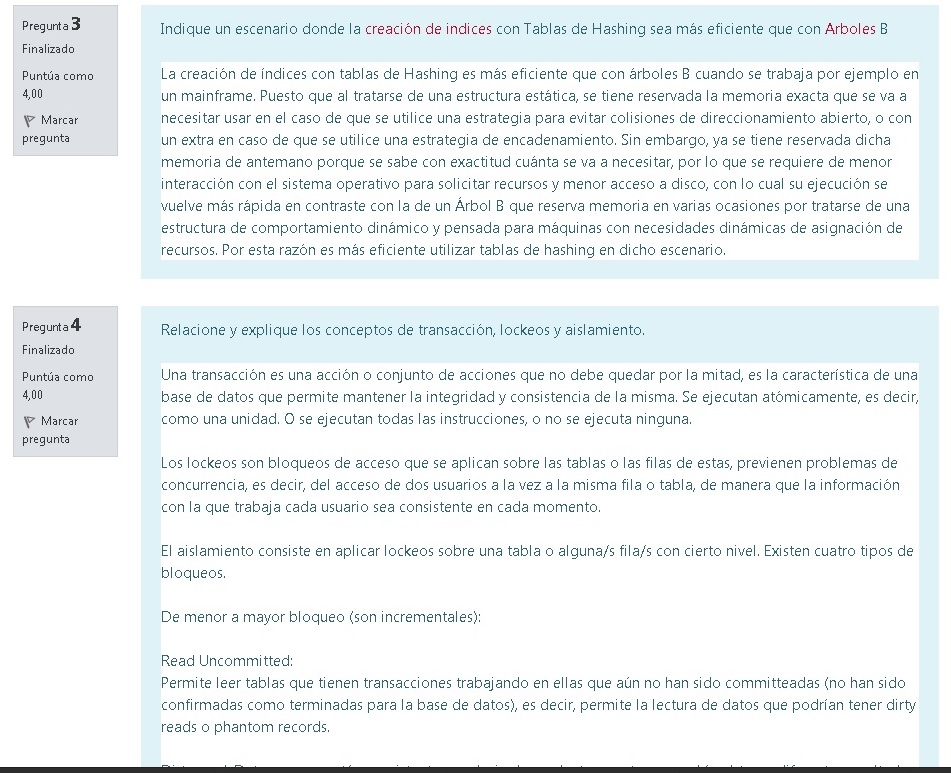 Pregunta 3
Finalizado
Puntúa como
4,00
Marcar
pregunta
Indique un escenario donde la creación de indices con Tablas de Hashing sea más eficiente que con Arboles B
La creación de índices con tablas de Hashing es más eficiente que con árboles B cuando se trabaja por ejemplo en
un mainframe. Puesto que al tratarse de una estructura estática, se tiene reservada la memoria exacta que se va a
necesitar usar en el caso de que se utilice una estrategia para evitar colisiones de direccionamiento abierto, o con
un extra en caso de que se utilice una estrategia de encadenamiento. Sin embargo, ya se tiene reservada dicha
memoria de antemano porque se sabe con exactitud cuánta se va a necesitar, por lo que se requiere de menor
interacción con el sistema operativo para solicitar recursos y menor acceso a disco, con lo cual su ejecución se
vuelve más rápida en contraste con la de un Árbol B que reserva memoria en varias ocasiones por tratarse de una
estructura de comportamiento dinámico y pensada para máquinas con necesidades dinámicas de asignación de
recursos. Por esta razón es más eficiente utilizar tablas de hashing en dicho escenario.
Pregunta 4
Finalizado
Puntúa como
4,00
Marcar
pregunta
Relacione y explique los conceptos de transacción, lockeos y aislamiento.
Una transacción es una acción o conjunto de acciones que no debe quedar por la mitad, es la característica de una
base de datos que permite mantener la integridad y consistencia de la misma. Se ejecutan atómicamente, es decir,
como una unidad. O se ejecutan todas las instrucciones, o no se ejecuta ninguna.
Los lockeos son bloqueos de acceso que se aplican sobre las tablas o las filas de estas, previenen problemas de
concurrencia, es decir, del acceso de dos usuarios a la vez a la misma fila o tabla, de manera que la información
con la que trabaja cada usuario sea consistente en cada momento.
El aislamiento consiste en aplicar lockeos sobre una tabla o alguna/s fila/s con cierto nivel. Existen cuatro tipos de
bloqueos.
De menor a mayor bloqueo (son incrementales):
Read Uncommitted:
Permite leer tablas que tienen transacciones trabajando en ellas que aún no han sido committeadas (no han sido
confirmadas como terminadas para la base de datos), es decir, permite la lectura de datos que podrían tener dirty
reads o phantom records.